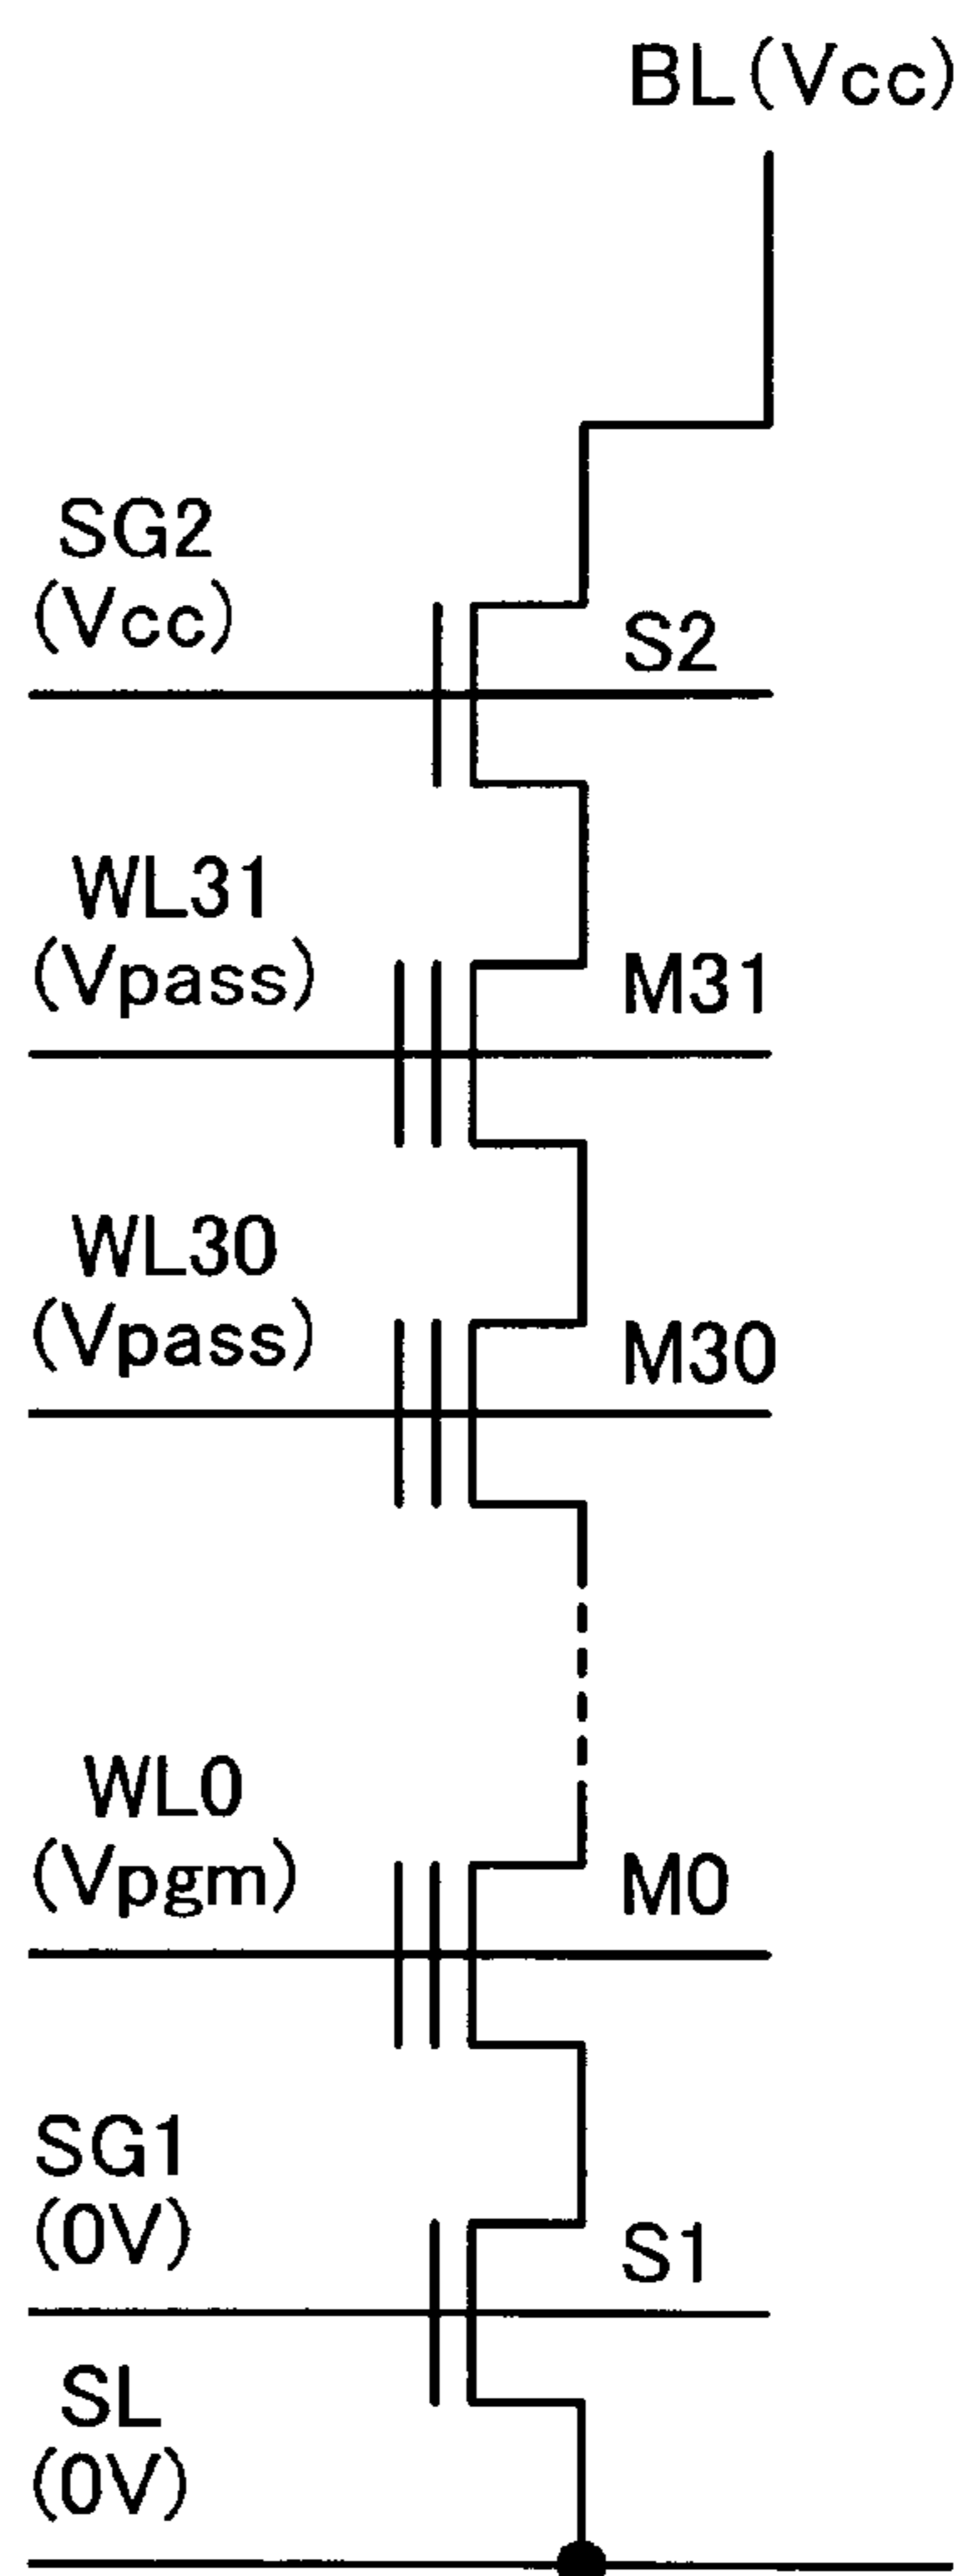 BL(Vcc)
SG2
(Vcc)
S2
WL31
(Vpass)
M31
WL30
(Vpass)
M30
WL0
(Vpgm)
M0
SG1
(0V)
S1
SL
(0V)